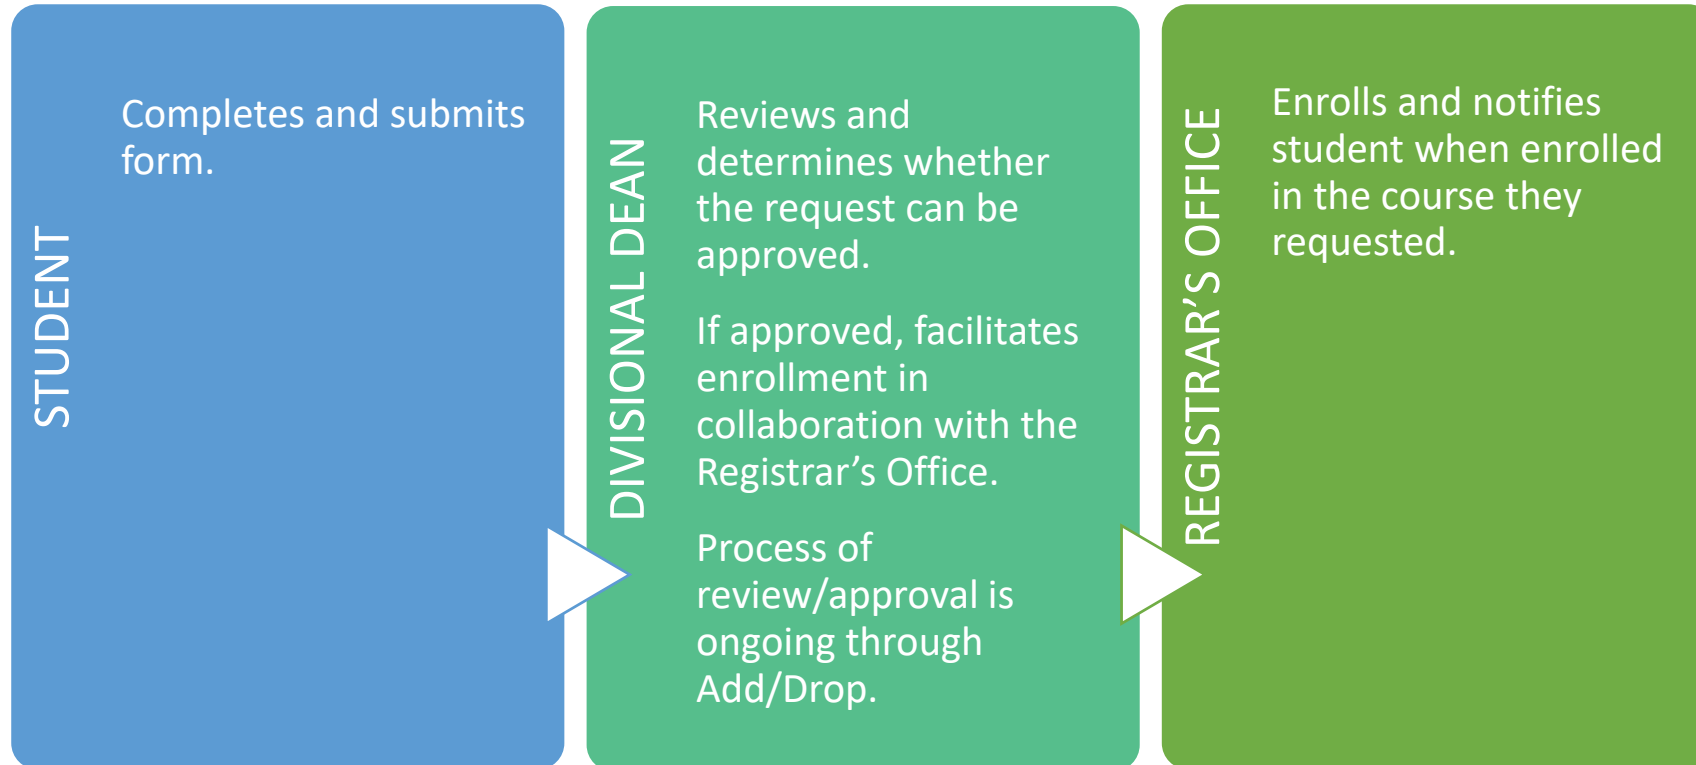 STUDENT
Completes and submits
form.
DIVISIONAL DEAN
Reviews and
determines whether
the request can be
approved.
If approved, facilitates
enrollment in
collaboration with the
Registrar’s Office.
Process of
review/approval is
ongoing through
Add/Drop.
REGISTRAR’S OFFICE
Enrolls and notifies
student when enrolled
in the course they
requested.